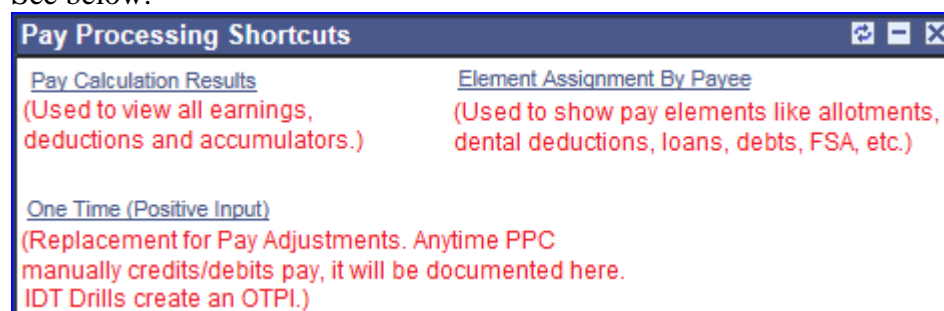 See below.
Pay Processing Shortcuts
Pay Calculation Results
(Used to view all earnings,
deductions and accumulators.)
Element Assignment By Payee
(Used to show pay elements like allotments,
dental deductions, loans, debts, FSA, etc.)
One Time (Positive Input)
(Replacement for Pay Adjustments. Anytime PPC
manually credits/debits pay, it will be documented here.
IDT Drills create an OTPI.)